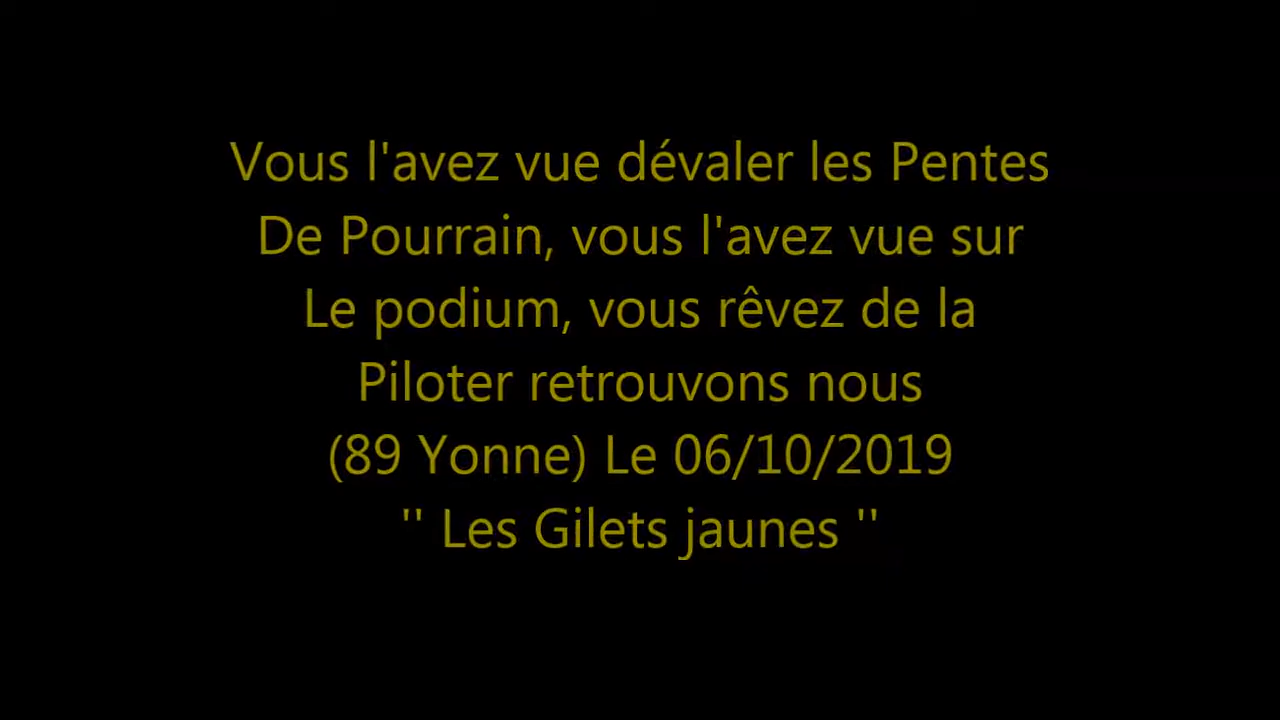 Vous l'avez vue dévaler les Pentes
De Pourrain, vous l'avez vue sur
Le podium, vous rêvez de la
Piloter retrouvons nous
(89 Yonne) Le 06/10/2019
'' Les Gilets jaunes ''